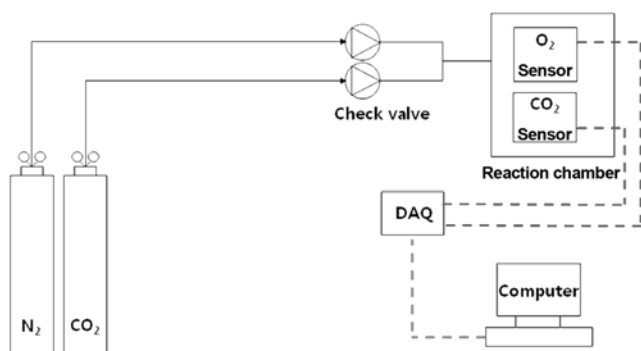 O₂
Sensor
CO₂
Sensor
Check valve
Reaction chamber
DAQ
Computer
N₂
CO₂